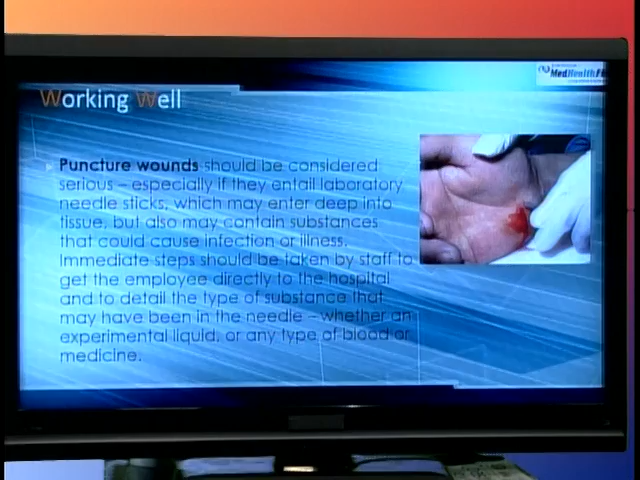 MedHealthFi
Working Well
Puncture wounds should be considered
serious – especially if they entail laboratory
needle sticks, which may enter deep into
tissue, but also may contain substances
that could cause infection or illness.
Immediate steps should be taken by staff to
get the employee directly to the hospital
and to detail the type of substance that
may have been in the needle – whether an
experimental liquid, or any type of blood or
medicine.